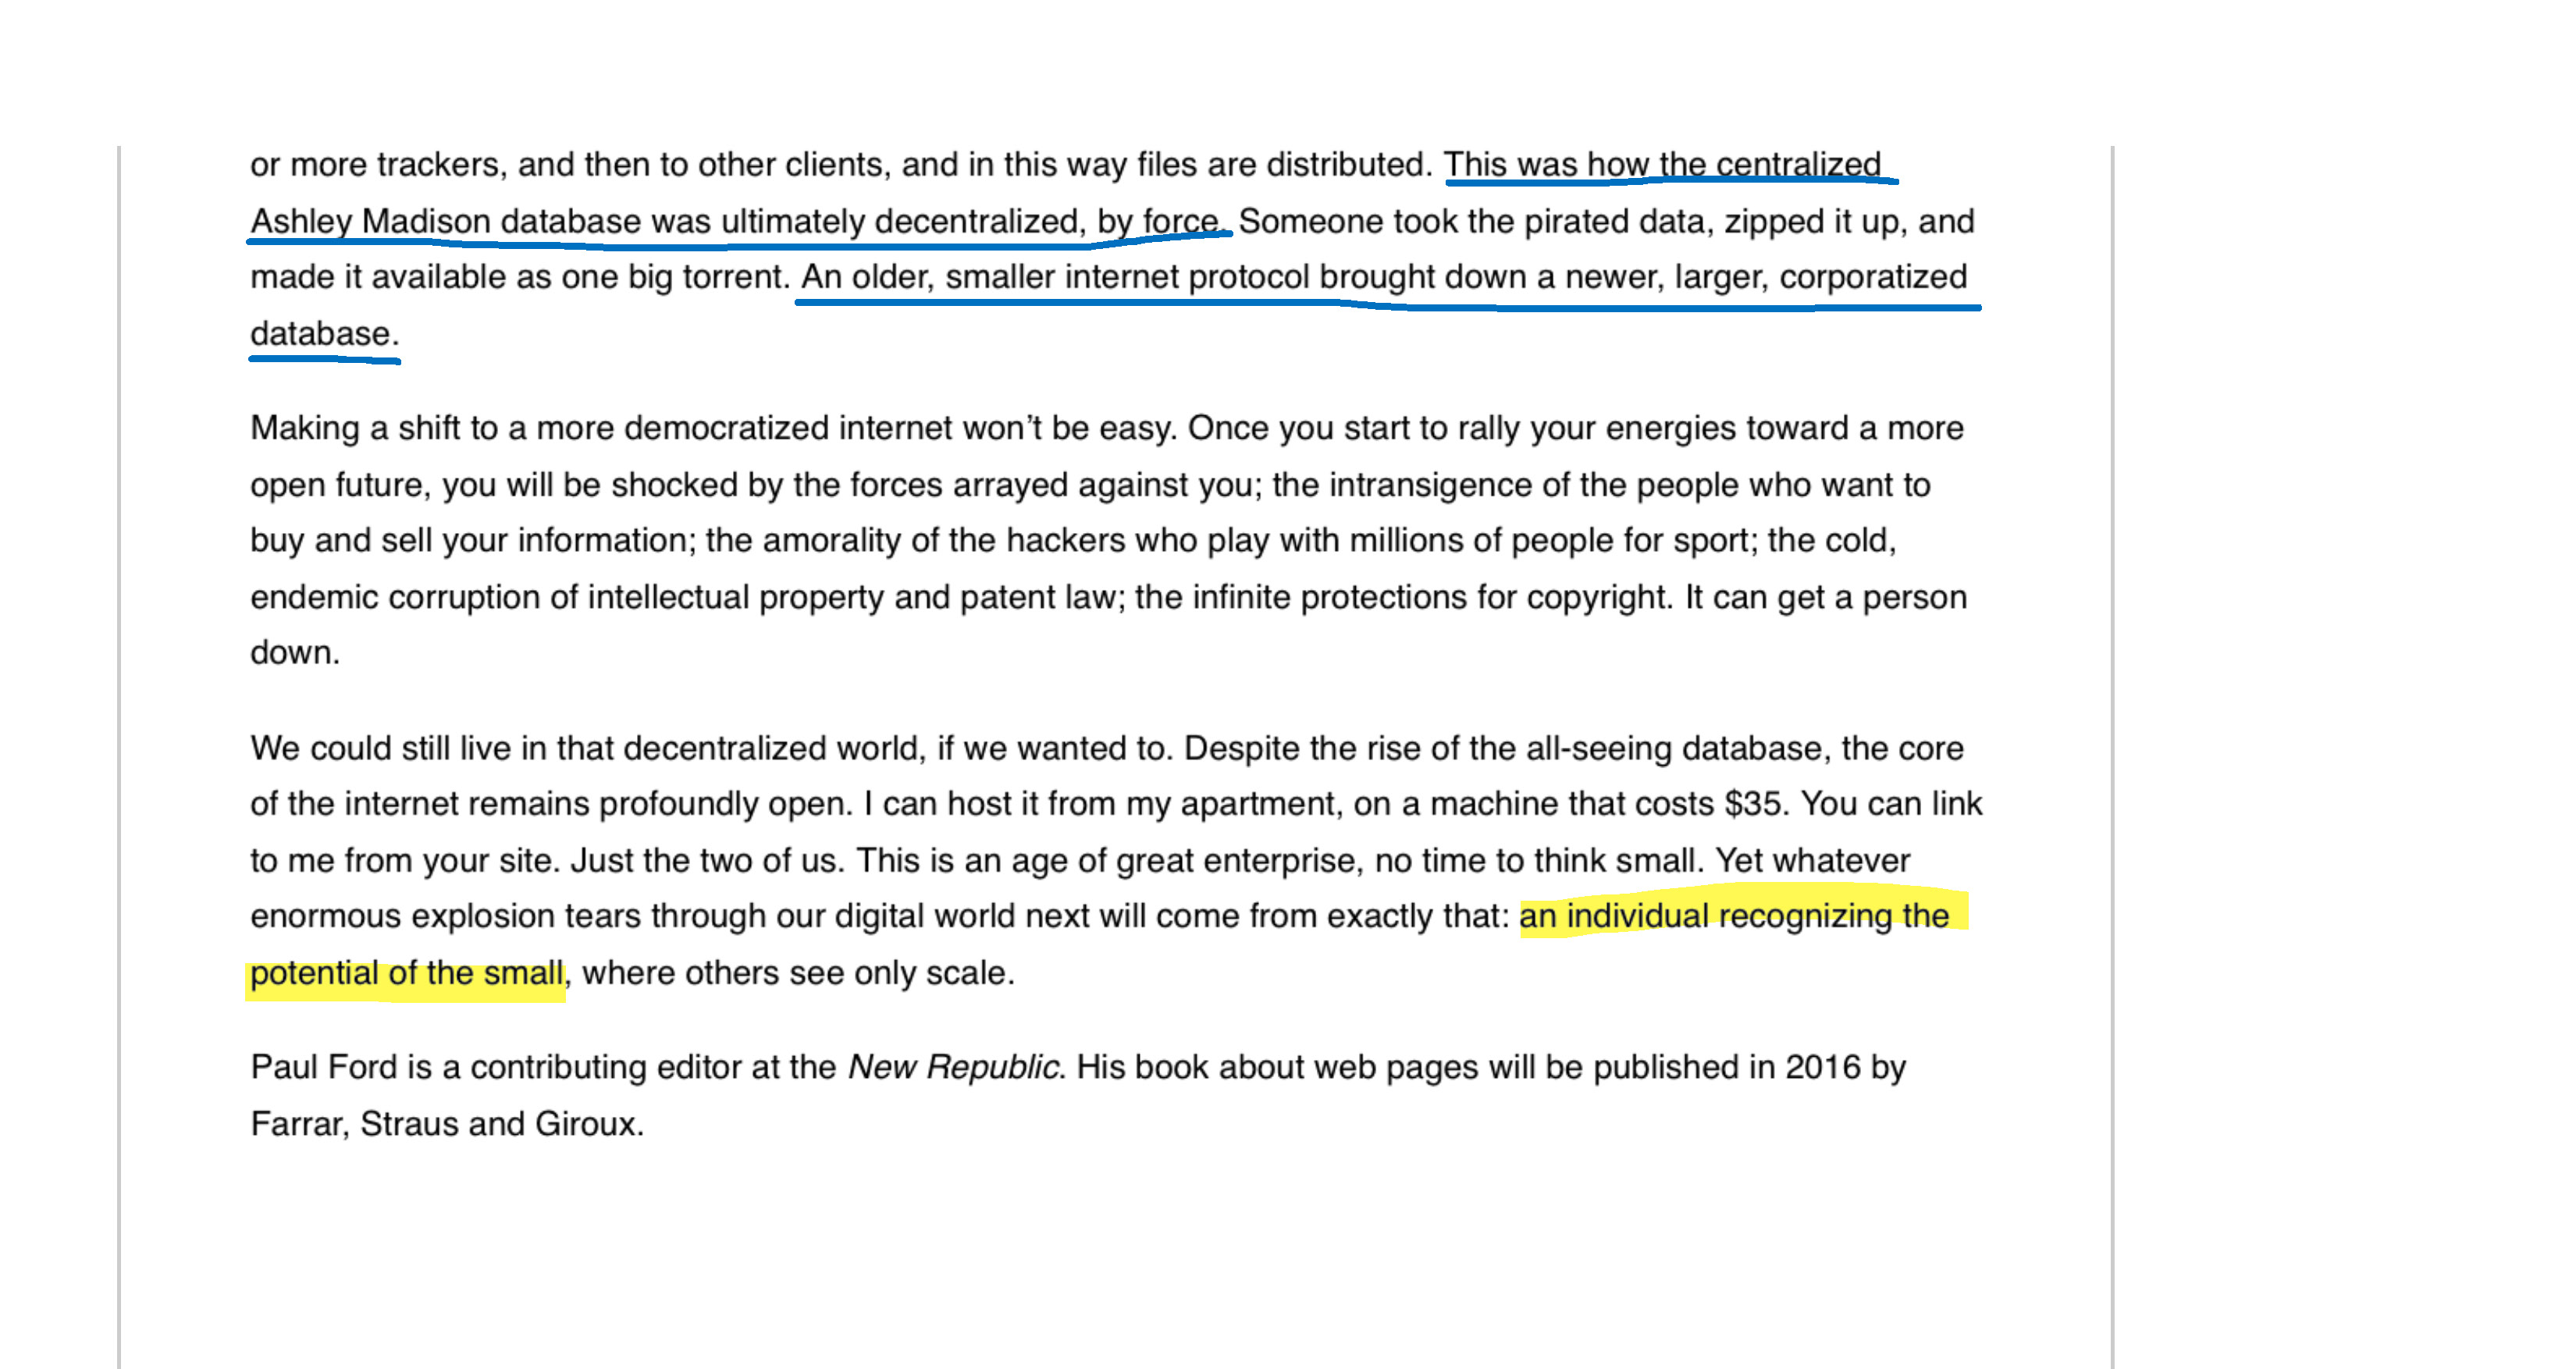 or more trackers, and then to other clients, and in this way files are distributed. This was how the centralized
Ashley Madison database was ultimately decentralized, by force. Someone took the pirated data, zipped it up, and
made it available as one big torrent. An older, smaller internet protocol brought down a newer, larger, corporatized
database.
Making a shift to a more democratized internet won’t be easy. Once you start to rally your energies toward a more
open future, you will be shocked by the forces arrayed against you; the intransigence of the people who want to
buy and sell your information; the amorality of the hackers who play with millions of people for sport; the cold,
endemic corruption of intellectual property and patent law; the infinite protections for copyright. It can get a person
down.
We could still live in that decentralized world, if we wanted to. Despite the rise of the all-seeing database, the core
of the internet remains profoundly open. I can host it from my apartment, on a machine that costs $35. You can link
to me from your site. Just the two of us. This is an age of great enterprise, no time to think small. Yet whatever
enormous explosion tears through our digital world next will come from exactly that: an individual recognizing the
potential of the small, where others see only scale.
Paul Ford is a contributing editor at the New Republic. His book about web pages will be published in 2016 by
Farrar, Straus and Giroux.